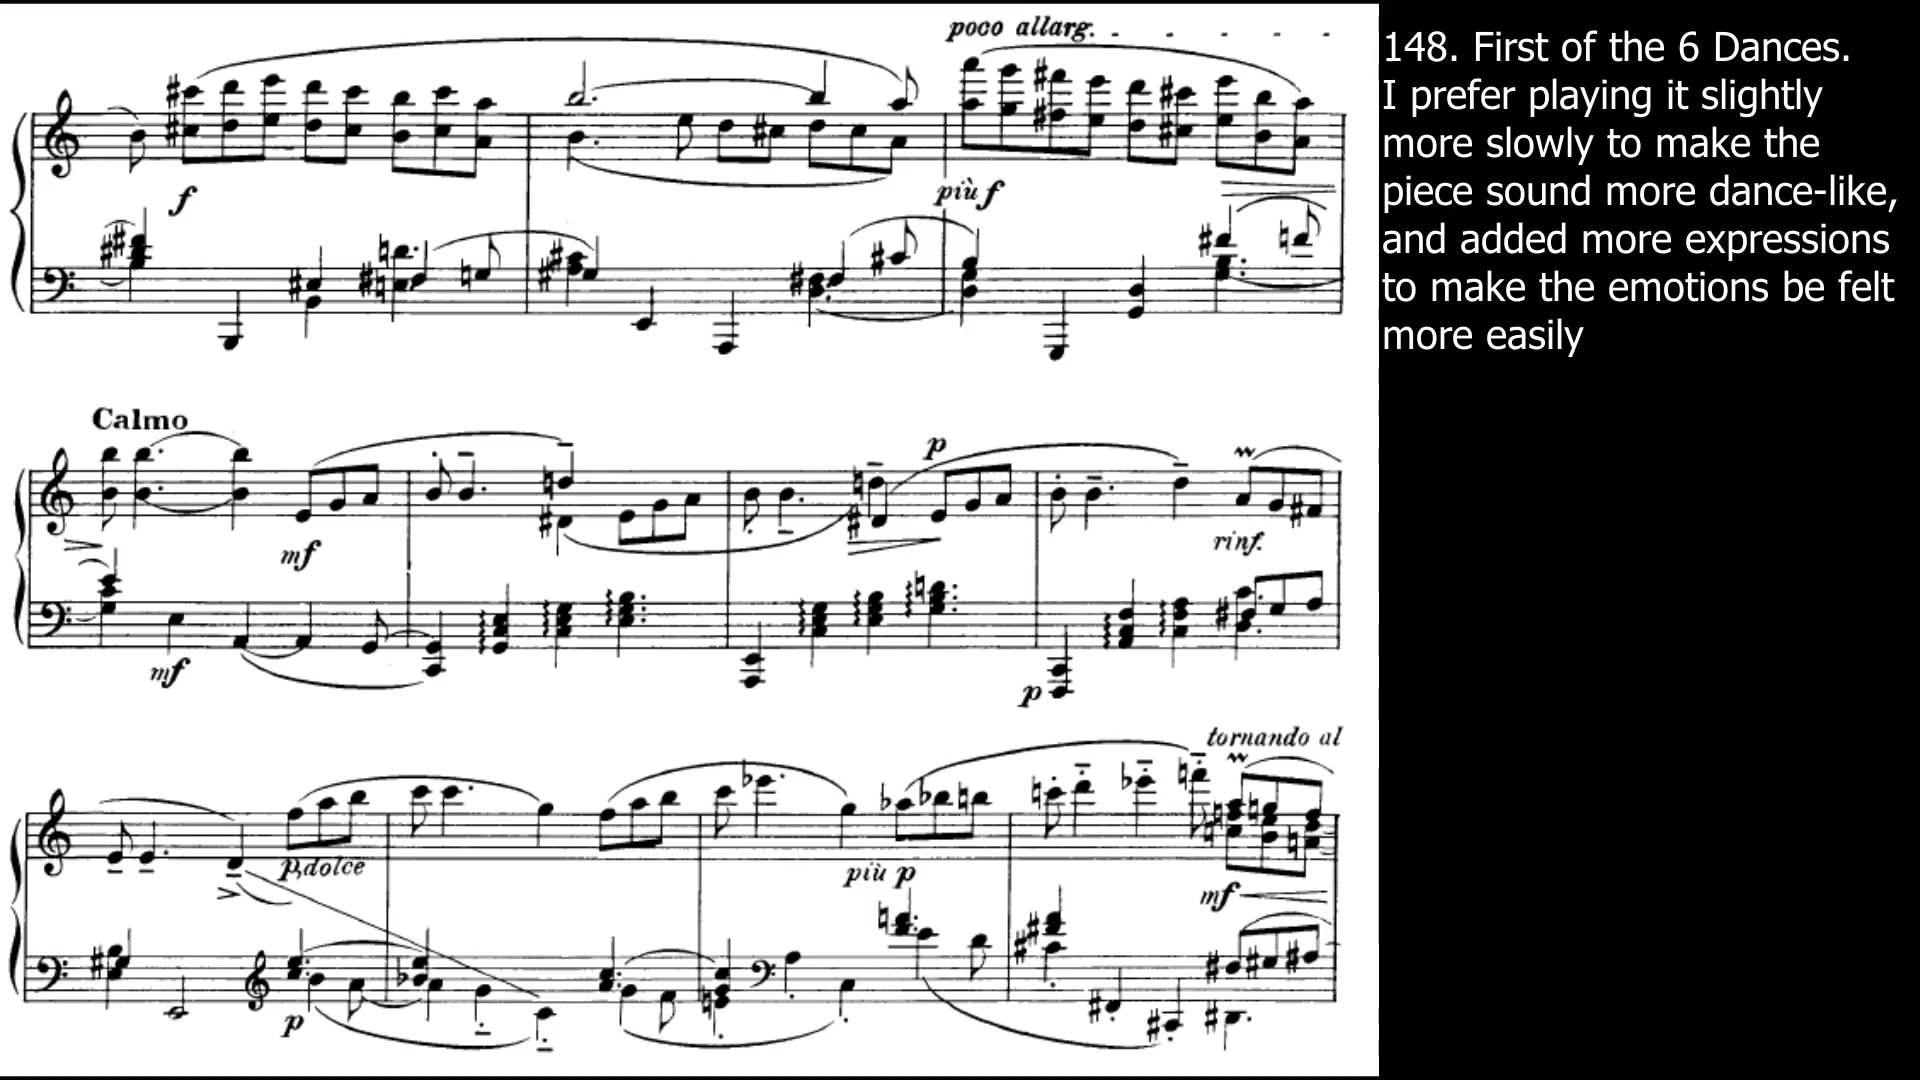 poco allarg.
148. First of the 6 Dances.
I prefer playing it slightly
more slowly to make the
piece sound more dance-like,
and added more expressions
to make the emotions be felt
more easily
f
più f
Calmo
p
mf
rinf.
mf
p
tornando al
p dolce
più p
mf
p